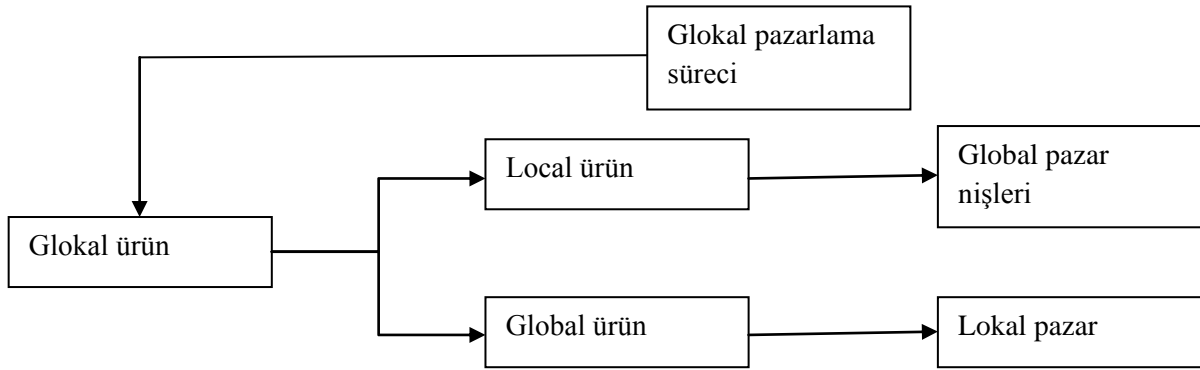 Glokal pazarlama
süreci
Local ürün
Global pazar
nişleri
Glokal ürün
Global ürün
Lokal pazar